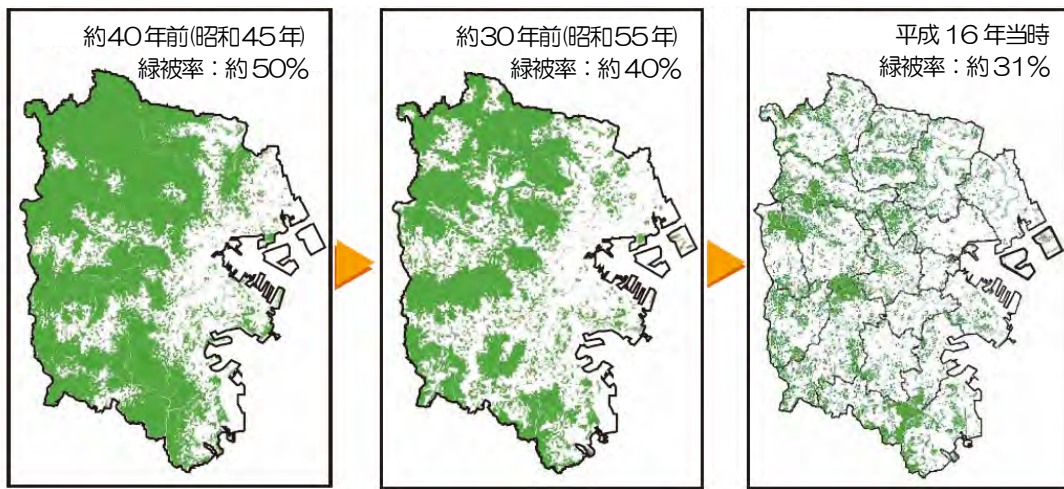 約40年前(昭和45年)
緑被率：約50%
約30年前(昭和55年)
緑被率：約40%
平成16年当時
緑被率：約31%